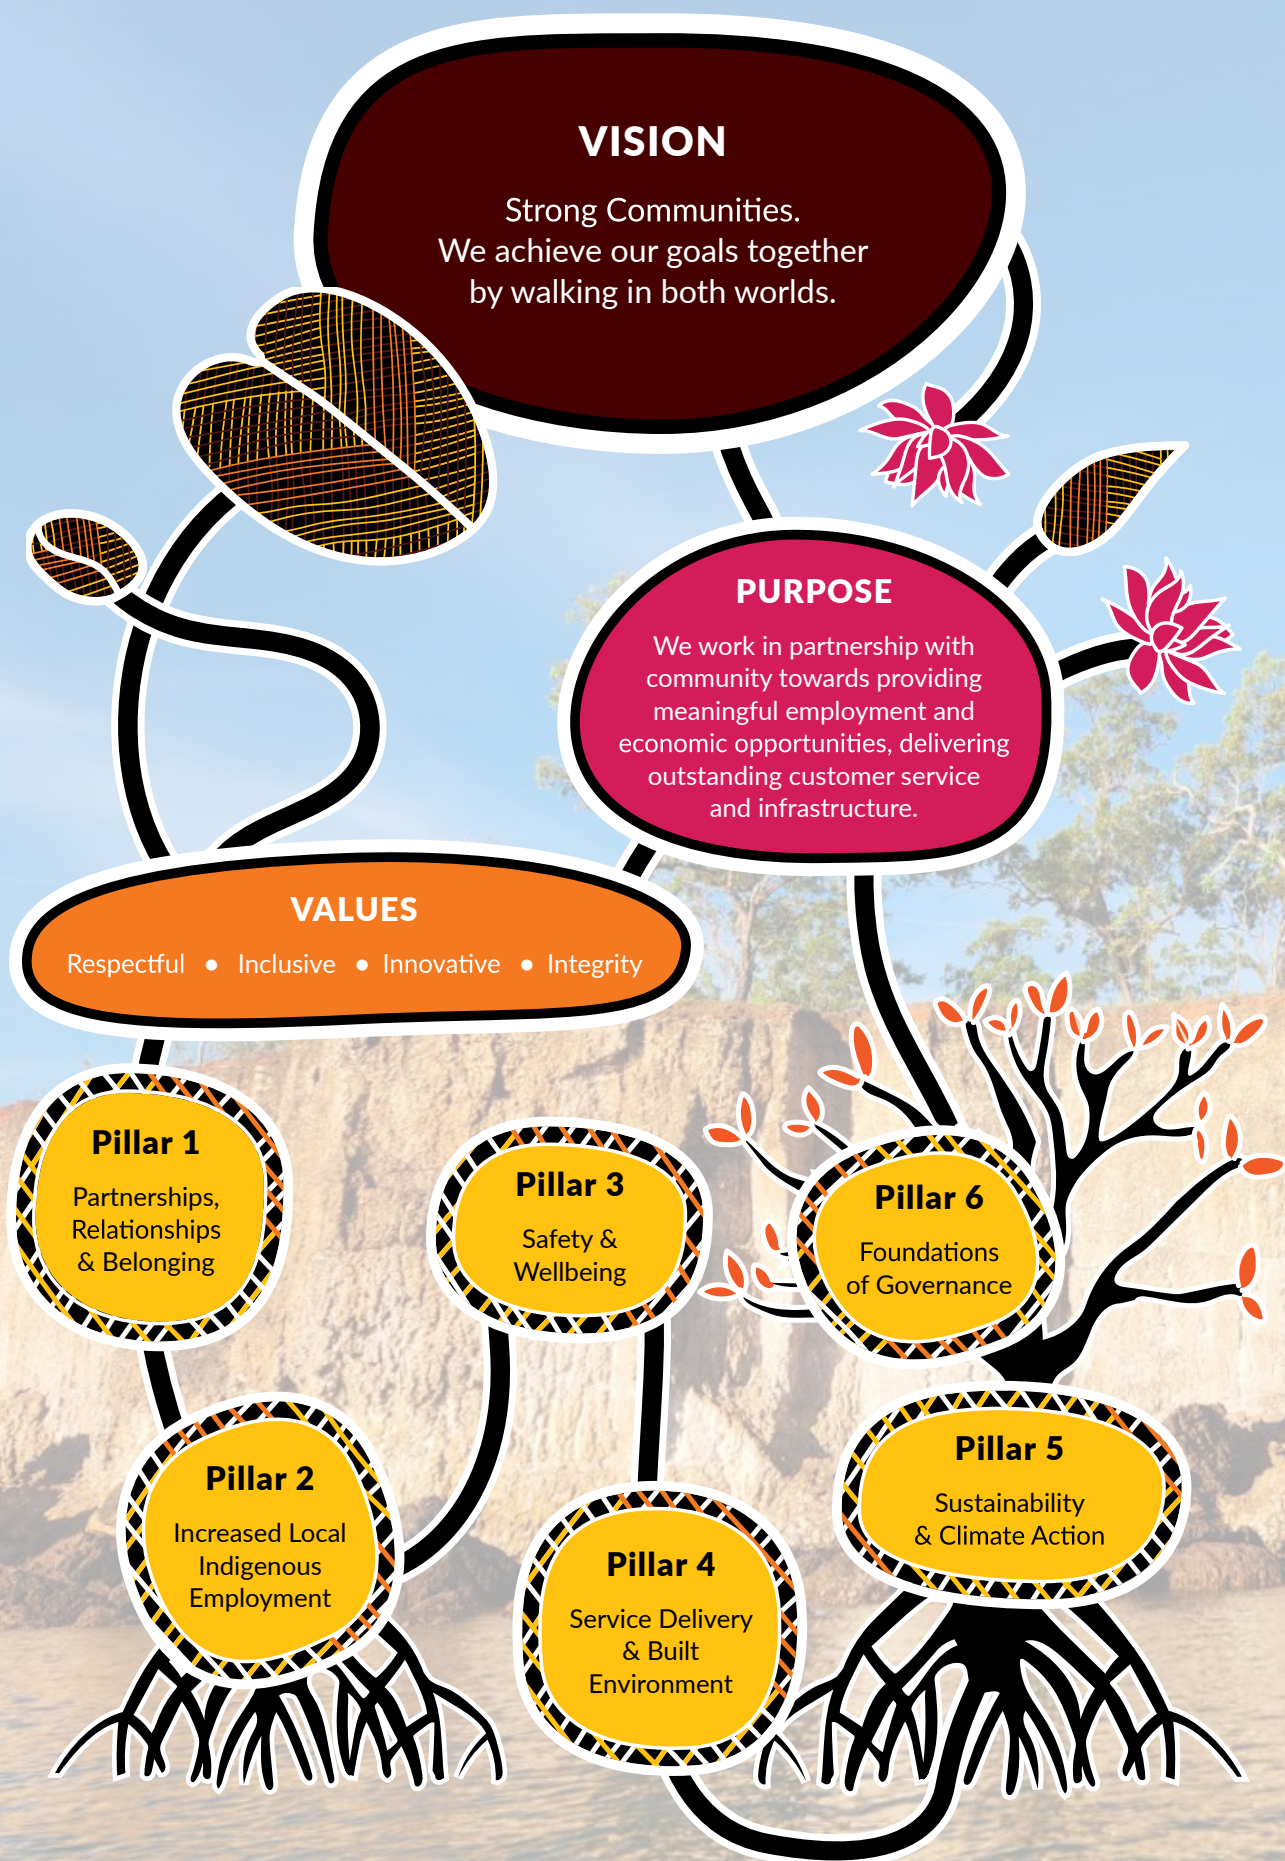 VISION
Strong Communities.
We achieve our goals together
by walking in both worlds.
PURPOSE
We work in partnership with
community towards providing
meaningful employment and
economic opportunities, delivering
outstanding customer service
and infrastructure.
VALUES
Respectful • Inclusive • Innovative • Integrity
Pillar 1
Partnerships,
Relationships
& Belonging
Pillar 2
Increased Local
Indigenous
Employment
Pillar 3
Safety &
Wellbeing
Pillar 4
Service Delivery
& Built
Environment
Pillar 5
Sustainability
& Climate Action
Pillar 6
Foundations
of Governance